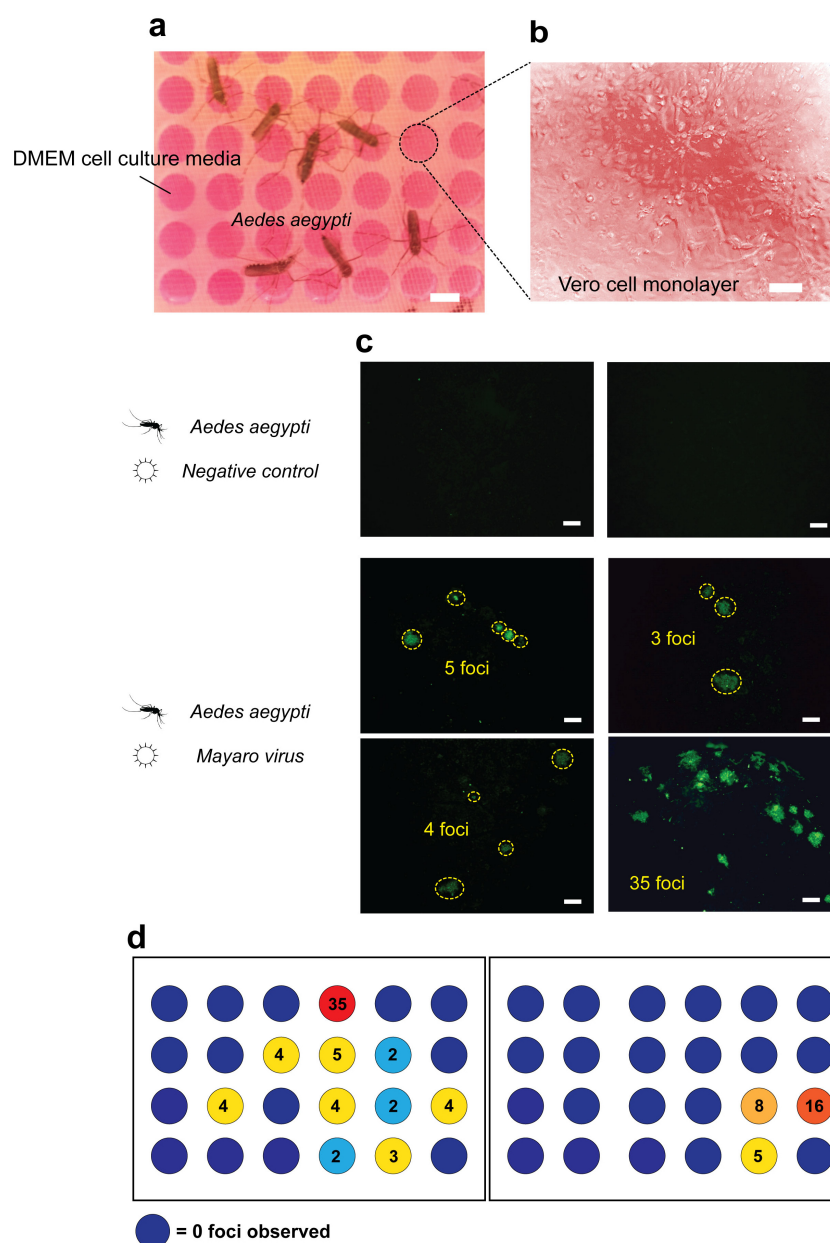 a
b
DMEM cell culture media
Aedes aegypti
Vero cell monolayer
c
Aedes aegypti
Negative control
5 foci
3 foci
Aedes aegypti
Mayaro virus
4 foci
35 foci
d
35
4 5 2
4 4 2 4 8 16
2 3 5
= 0 foci observed